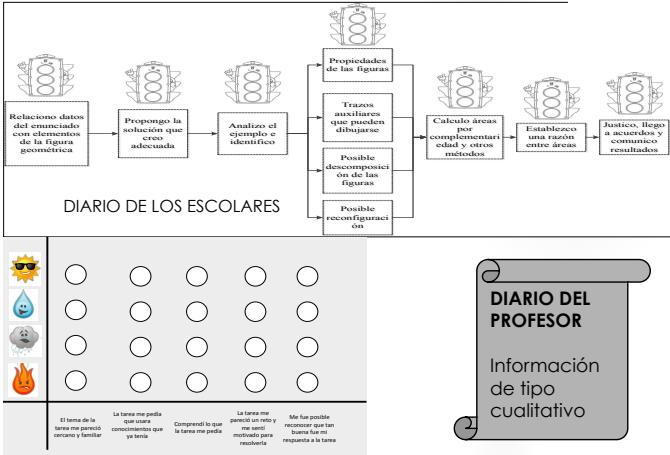 Relaciono datos
del enunciado
con elementos
de la figura
geométrica
Propongo la
solución que
creo
adecuada
Analizo el
ejemplo e
identifico
Propiedades
de las figuras
Trazos
auxiliares
que pueden
dibujarse
Posible
descomposici
ón de las
figuras
Posible
reconfiguraci
ón
Calculo áreas
por
complementari
edad y otros
métodos
Establezco
una razón
entre áreas
Justico, llego
a acuerdos y
comunico
resultados
DIARIO DE LOS ESCOLARES
El tema de la
tarea me pareció
cercano y familiar
La tarea me pedía
que usara
conocimientos que
ya tenía
Comprendí lo que
la tarea me pedía
La tarea me
pareció un reto y
me sentí
motivado para
resolverla
Me fue posible
reconocer que tan
buena fue mi
respuesta a la tarea
DIARIO DEL
PROFESOR
Información
de tipo
cualitativo